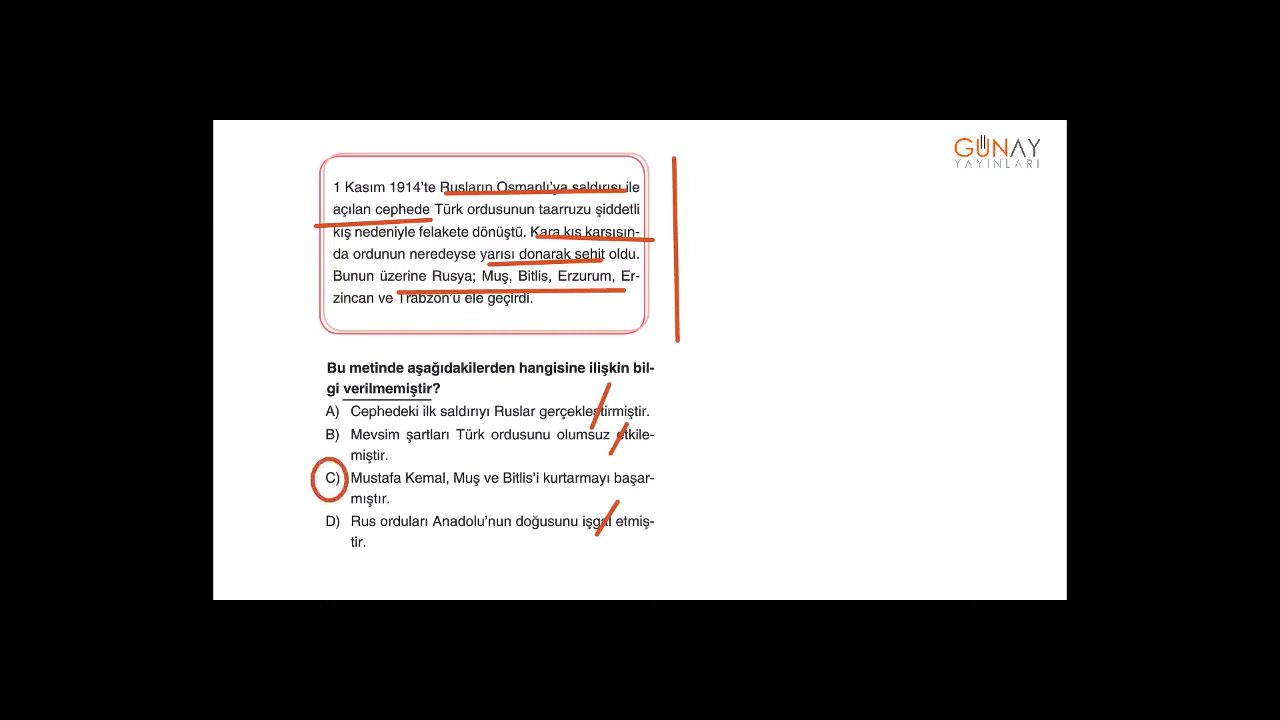 GÜNAY
YAYINLARI
1 Kasım 1914'te Rusların Osmanlı'ya saldırısı ile
açılan cephede Türk ordusunun taarruzu şiddetli
kış nedeniyle felakete dönüştü. Kara kış karşısın-
da ordunun neredeyse yarısı donarak şehit oldu.
Bunun üzerine Rusya; Muş, Bitlis, Erzurum, Er-
zincan ve Trabzon'u ele geçirdi.
Bu metinde aşağıdakilerden hangisine ilişkin bil-
gi verilmemiştir?
A) Cephedeki ilk saldırıyı Ruslar gerçekleştirmiştir.
B) Mevsim şartları Türk ordusunu olumsuz etkile-
miştir.
C) Mustafa Kemal, Muş ve Bitlis'i kurtarmayı başar-
mıştır.
D) Rus orduları Anadolu'nun doğusunu işgal etmiş-
tir.